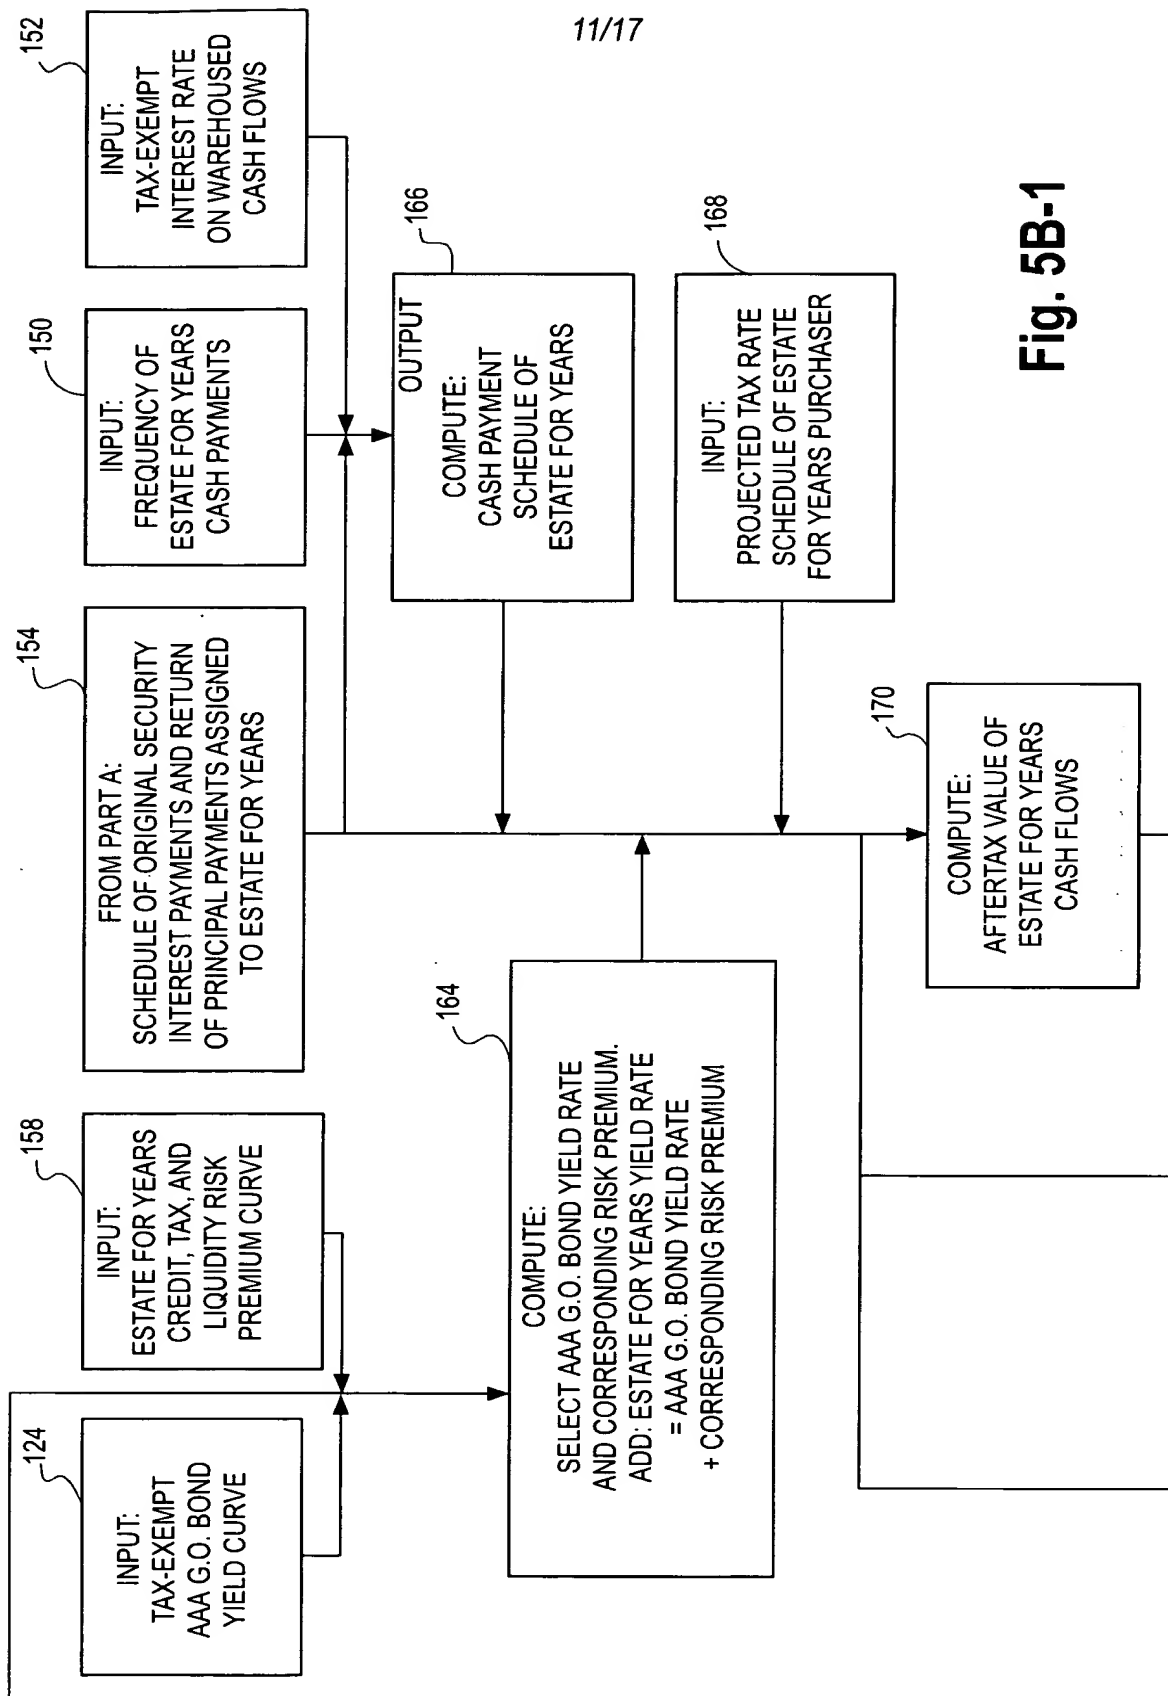 11/17
124
INPUT:
TAX-EXEMPT
AAA G.O. BOND
YIELD CURVE
158
INPUT:
ESTATE FOR YEARS
CREDIT, TAX, AND
LIQUIDITY RISK
PREMIUM CURVE
154
FROM PART A:
SCHEDULE OF ORIGINAL SECURITY
INTEREST PAYMENTS AND RETURN
OF PRINCIPAL PAYMENTS ASSIGNED
TO ESTATE FOR YEARS
150
INPUT:
FREQUENCY OF
ESTATE FOR YEARS
CASH PAYMENTS
152
INPUT:
TAX-EXEMPT
INTEREST RATE
ON WAREHOUSED
CASH FLOWS
164
COMPUTE:
SELECT AAA G.O. BOND YIELD RATE
AND CORRESPONDING RISK PREMIUM.
ADD: ESTATE FOR YEARS YIELD RATE
= AAA G.O. BOND YIELD RATE
+ CORRESPONDING RISK PREMIUM
166
OUTPUT
COMPUTE:
CASH PAYMENT
SCHEDULE OF
ESTATE FOR YEARS
168
INPUT:
PROJECTED TAX RATE
SCHEDULE OF ESTATE
FOR YEARS PURCHASER
170
COMPUTE:
AFTERTAX VALUE OF
ESTATE FOR YEARS
CASH FLOWS
Fig. 5B-1